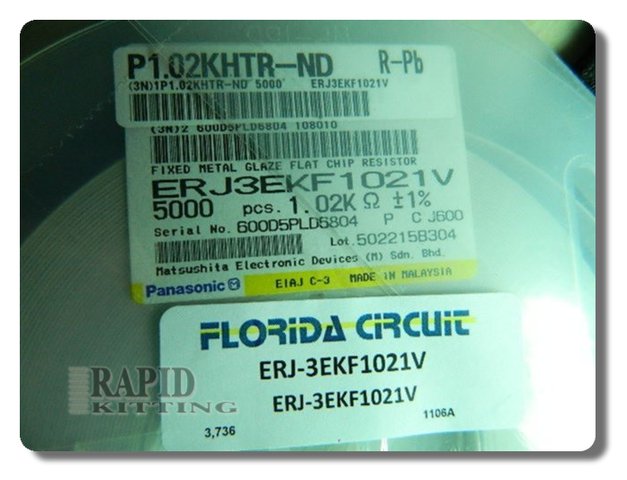 P1.02KHTR-ND R-Pb
(3N)1P1.02KHTR-ND 5000 ERJ3EKF1021V
(3N)2 600D5PLD6804 108010
FIXED METAL GLAZE FLAT CHIP RESISTOR
ERJ3EKF1021V
5000 pcs. 1.02K Ω ±1%
Serial No. 600D5PLD6804 P C J600
Lot. 502215B304
Matsushita Electronic Devices (M) Sdn. Bhd.
Panasonic EIAJ C-3 MADE IN MALAYSIA
FLORIDA CIRCUIT
ERJ-3EKF1021V
ERJ-3EKF1021V
3,736 1106A
RAPID
KITTING